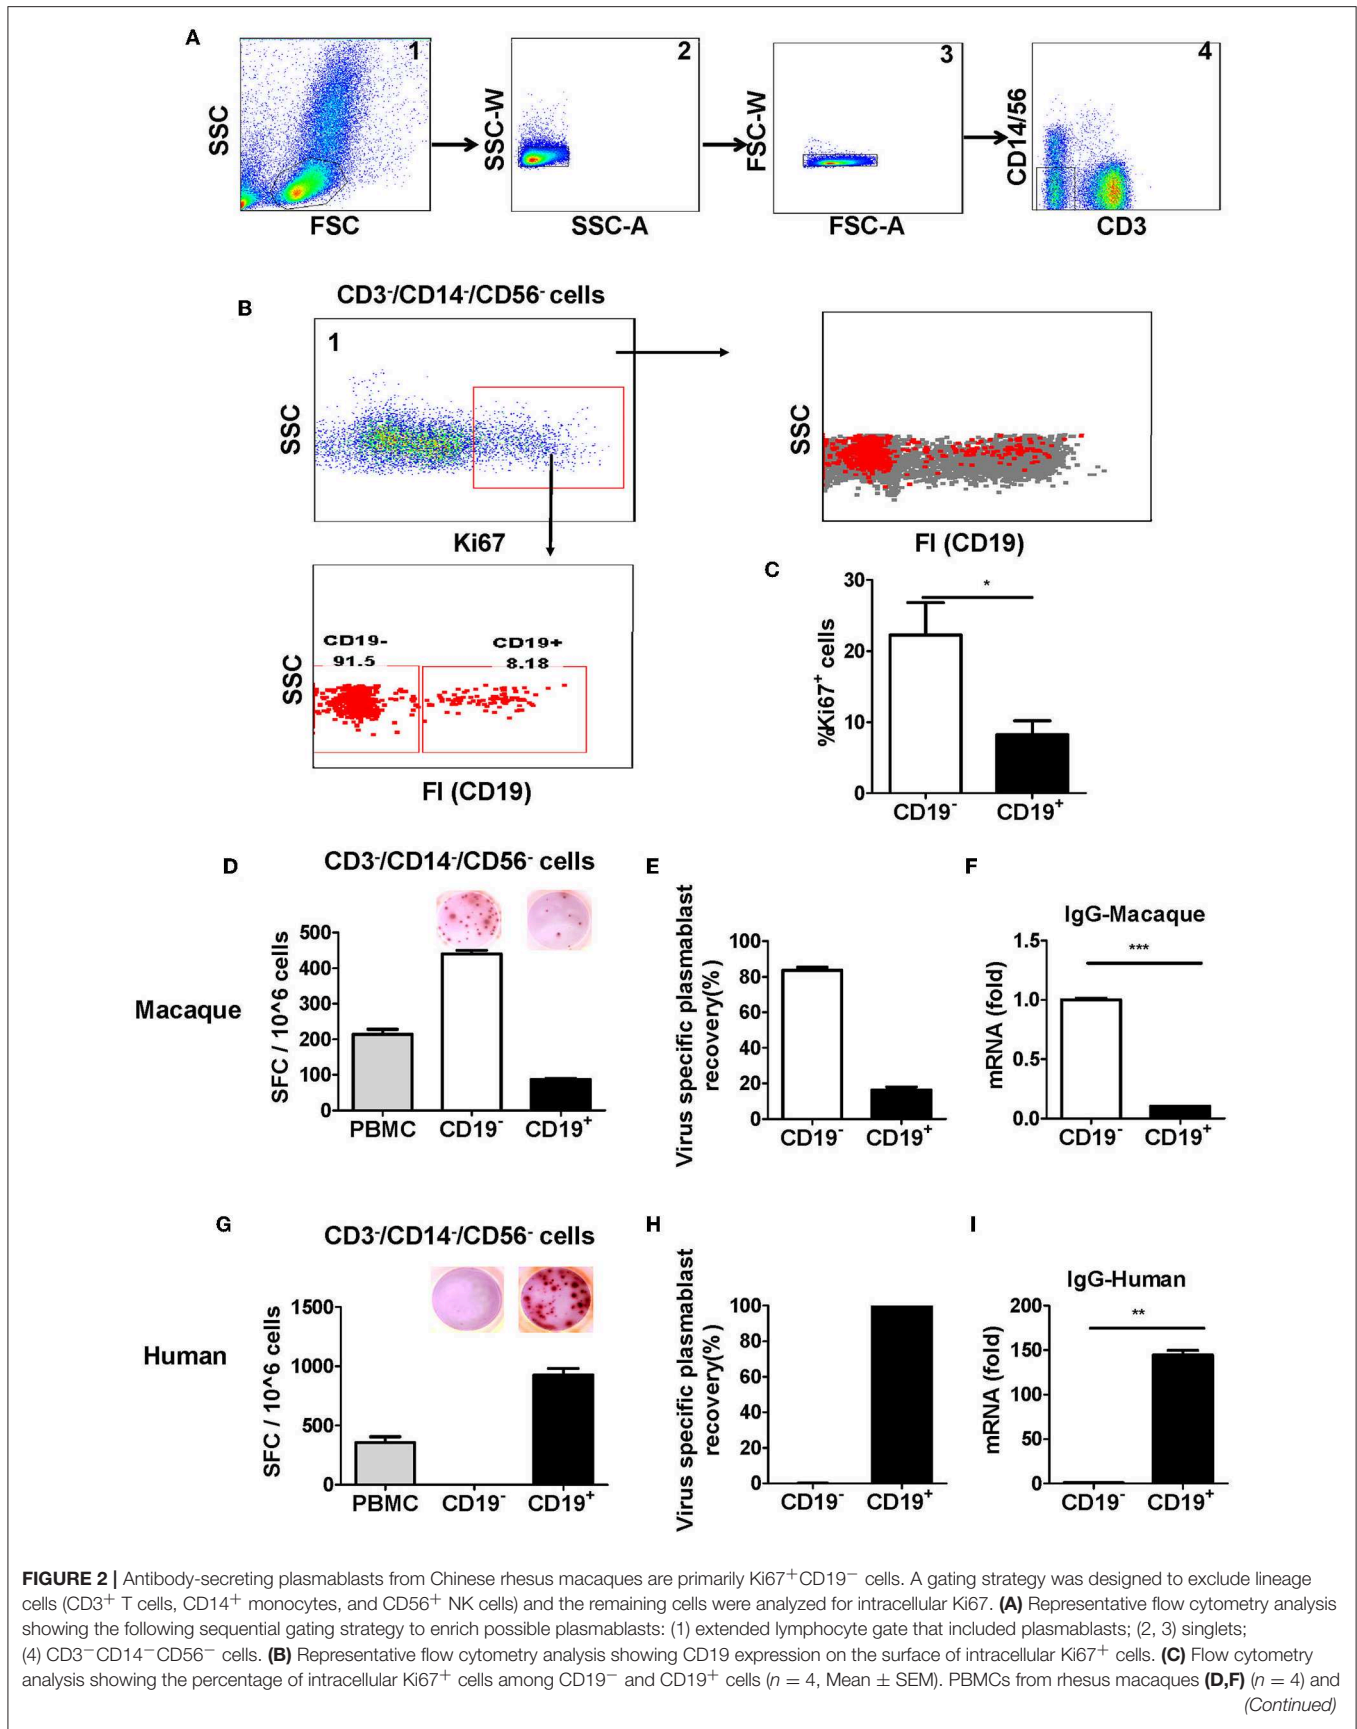 A
1
2
3
4
SSC
SSC-W
FSC-W
CD14/56
FSC
SSC-A
FSC-A
CD3
B
CD3-/CD14-/CD56- cells
1
SSC
Ki67
SSC
FI (CD19)
CD19-
91.5
CD19+
8.18
SSC
FI (CD19)
C
30
20
10
0
%Ki67+ cells
*
CD19-
CD19+
D
CD3-/CD14-/CD56- cells
Macaque
SFC / 10^6 cells
500
400
300
200
100
0
PBMC
CD19-
CD19+
E
Virus specific plasmablast
recovery(%)
100
80
60
40
20
0
CD19-
CD19+
F
IgG-Macaque
mRNA (fold)
1.5
1.0
0.5
0.0
***
CD19-
CD19+
G
CD3-/CD14-/CD56- cells
Human
SFC / 10^6 cells
1500
1000
500
0
PBMC
CD19-
CD19+
H
Virus specific plasmablast
recovery(%)
100
80
60
40
20
0
CD19-
CD19+
I
IgG-Human
mRNA (fold)
200
150
100
50
0
**
CD19-
CD19+
FIGURE 2 | Antibody-secreting plasmablasts from Chinese rhesus macaques are primarily Ki67+CD19− cells. A gating strategy was designed to exclude lineage
cells (CD3+ T cells, CD14+ monocytes, and CD56+ NK cells) and the remaining cells were analyzed for intracellular Ki67. (A) Representative flow cytometry analysis
showing the following sequential gating strategy to enrich possible plasmablasts: (1) extended lymphocyte gate that included plasmablasts; (2, 3) singlets;
(4) CD3−CD14−CD56− cells. (B) Representative flow cytometry analysis showing CD19 expression on the surface of intracellular Ki67+ cells. (C) Flow cytometry
analysis showing the percentage of intracellular Ki67+ cells among CD19− and CD19+ cells (n = 4, Mean ± SEM). PBMCs from rhesus macaques (D,F) (n = 4) and
(Continued)